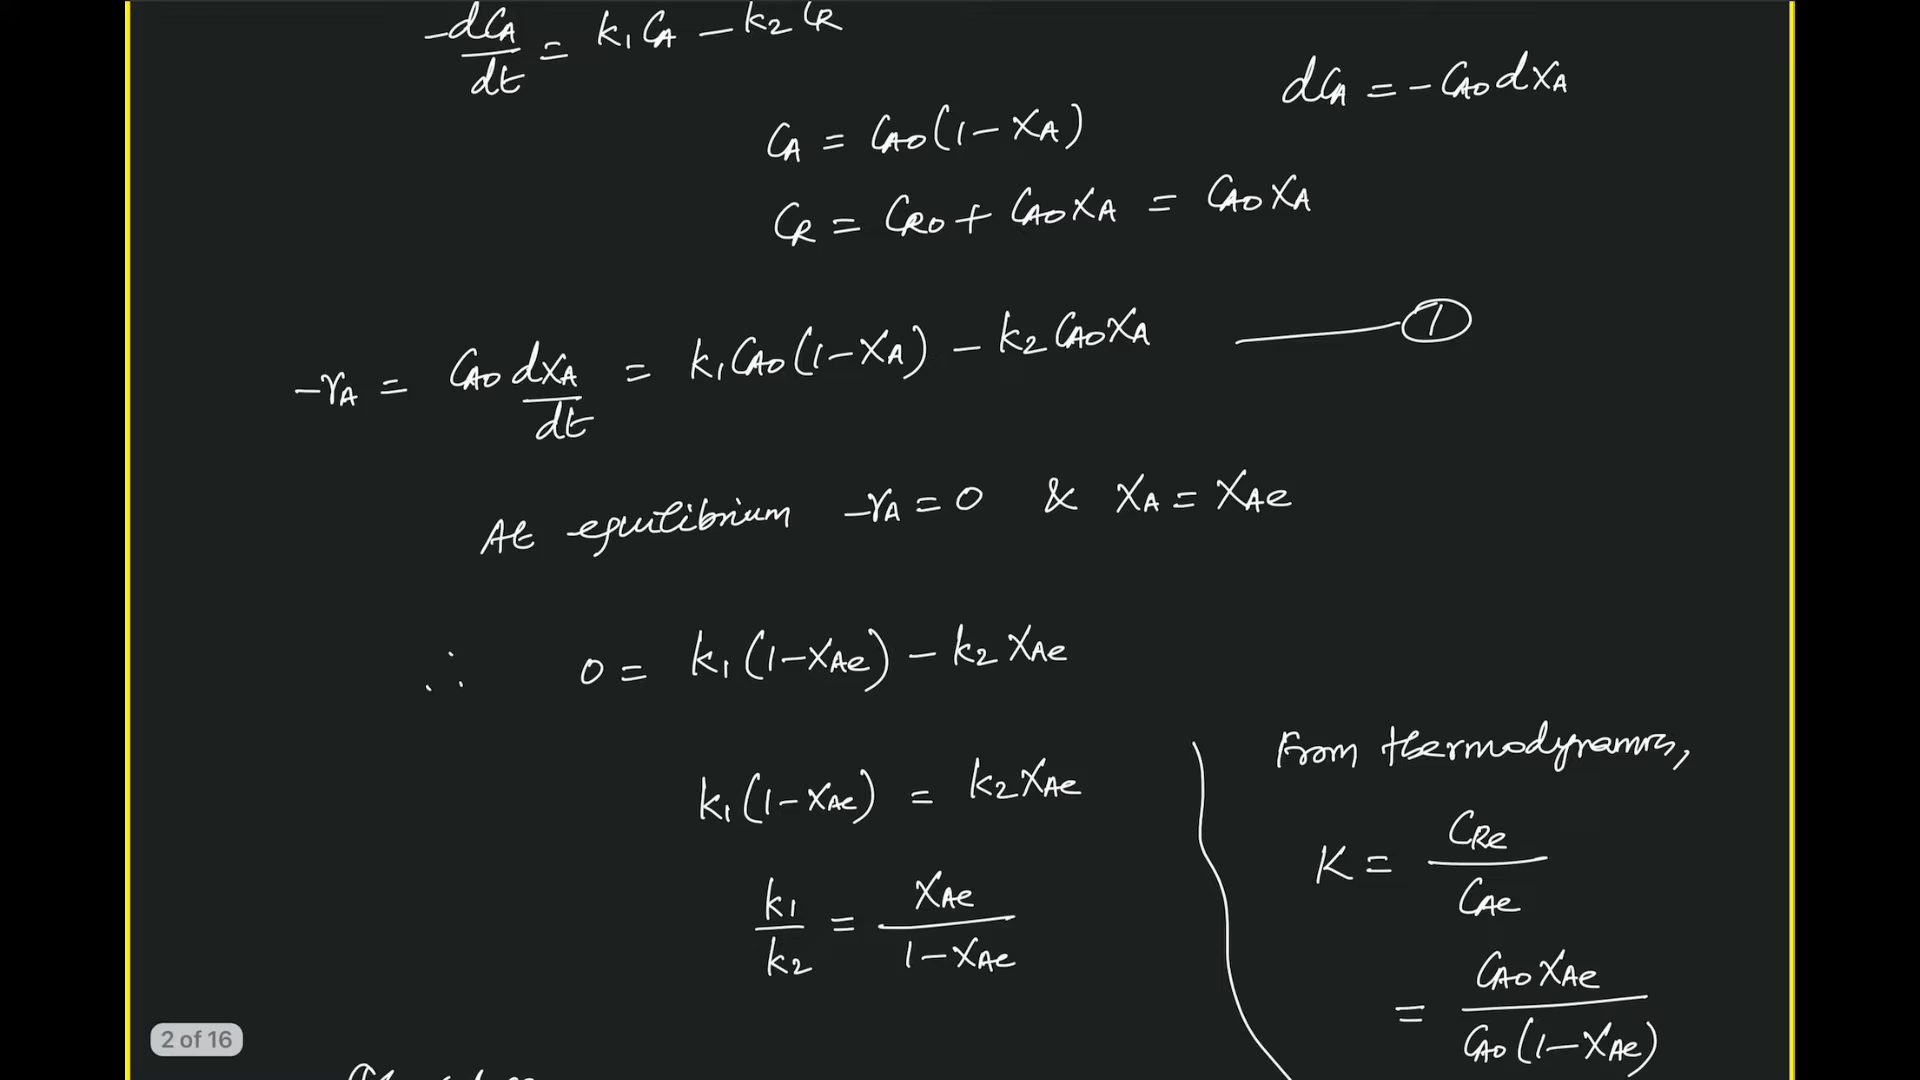 -dCA/dt = k1CA - k2CR
dCA = -CA0dXA
CA = CA0(1-XA)
CR = CR0 + CA0XA = CA0XA
-rA = CA0 dXA/dt = k1CA0(1-XA) - k2CA0XA ——— ①
At equilibrium -rA = 0 & XA = XAe
∴ 0 = k1(1-XAe) - k2XAe
k1(1-XAe) = k2XAe
k1/k2 = XAe/1-XAe
From thermodynamics,
K = CRe/CAe
= CA0XAe/CA0(1-XAe)
2 of 16